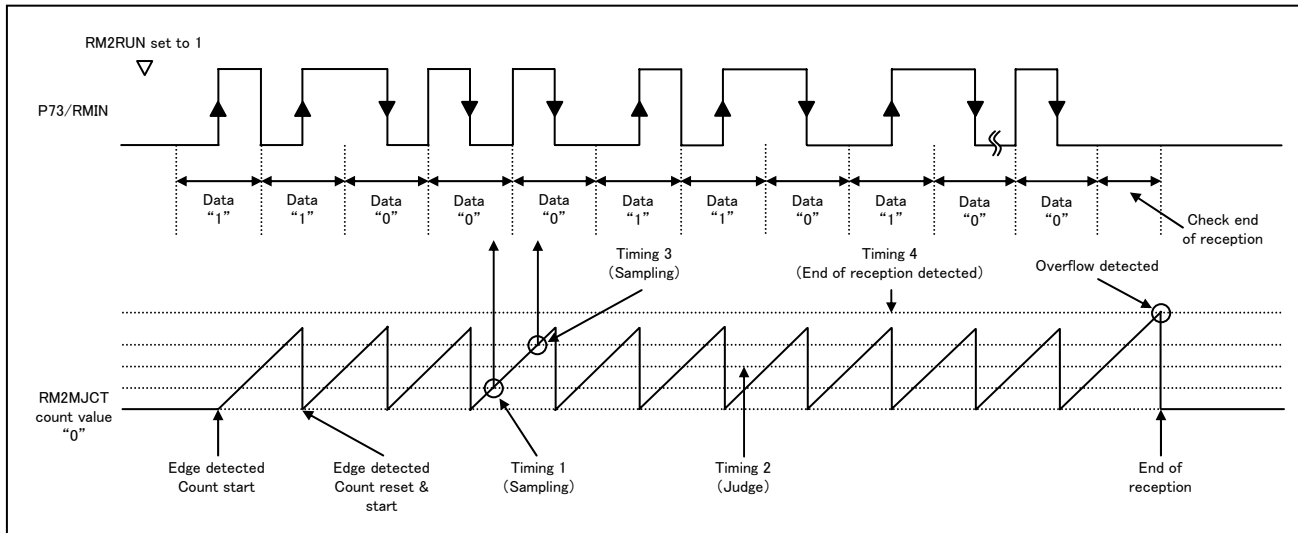 RM2RUN set to 1
P73/RMIN
Data Data Data Data Data Data Data Data Data Data Data
“1” “1” “0” “0” “0” “1” “1” “0” “1” “0” “0”
Check end
of reception
Timing 3
(Sampling)
Timing 4
(End of reception detected)
Overflow detected
RM2MJCT
count value
“0”
Edge detected
Count start
Edge detected
Count reset &
start
Timing 1
(Sampling)
Timing 2
(Judge)
End of
reception